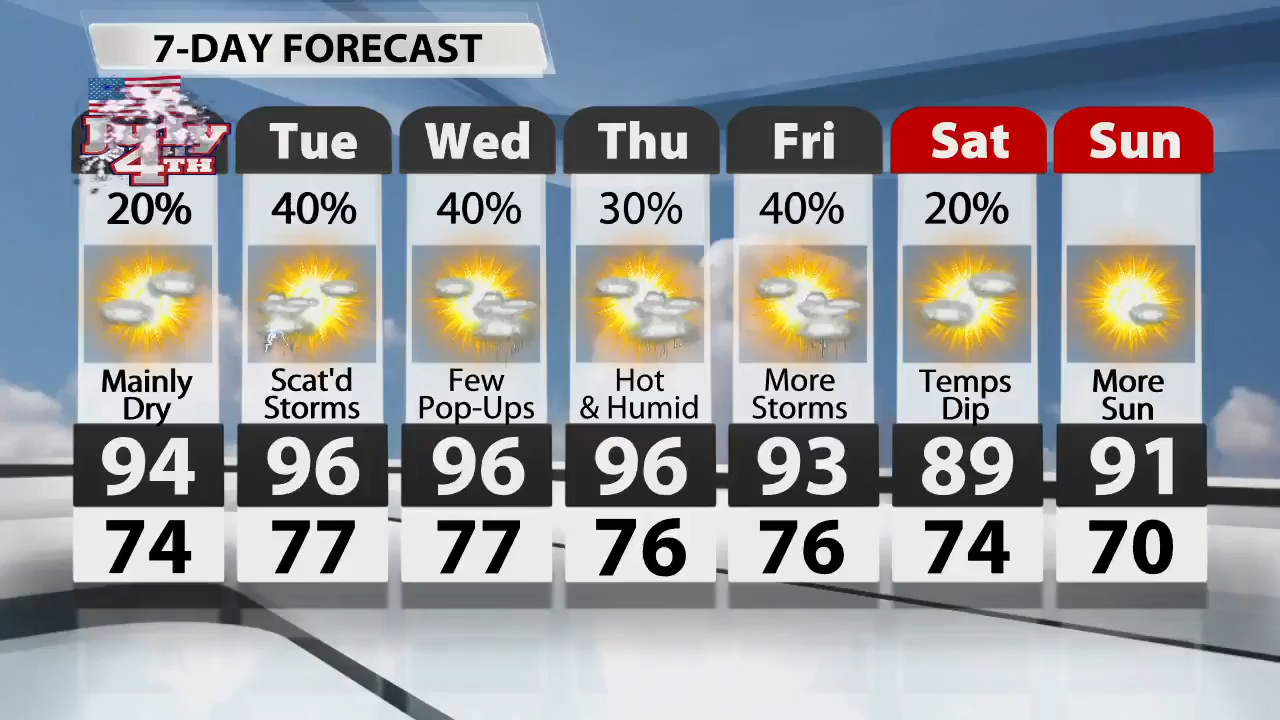 7-DAY FORECAST
July
4TH
Tue
Wed
Thu
Fri
Sat
Sun
20%
40%
40%
30%
40%
20%
Mainly
Dry
Scat'd
Storms
Few
Pop-Ups
Hot
& Humid
More
Storms
Temps
Dip
More
Sun
94
96
96
96
93
89
91
74
77
77
76
76
74
70